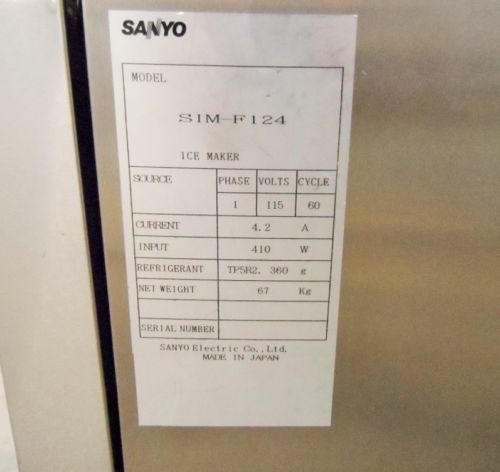 SANYO
MODEL
SIM-F124
ICE MAKER
SOURCE PHASE VOLTS CYCLE
1 115 60
CURRENT 4.2 A
INPUT 410 W
REFRIGERANT TP5R2. 360 g
NET WEIGHT 67 Kg
SERIAL NUMBER
SANYO Electric Co.,Ltd.
MADE IN JAPAN